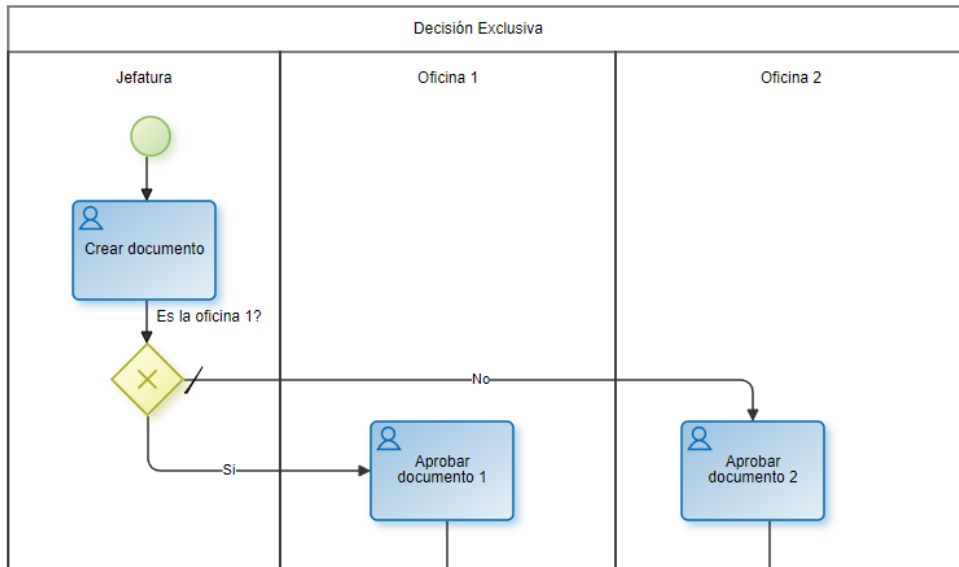 Decisión Exclusiva
Jefatura
Oficina 1
Oficina 2
Crear documento
Es la oficina 1?
No
Si
Aprobar
documento 1
Aprobar
documento 2